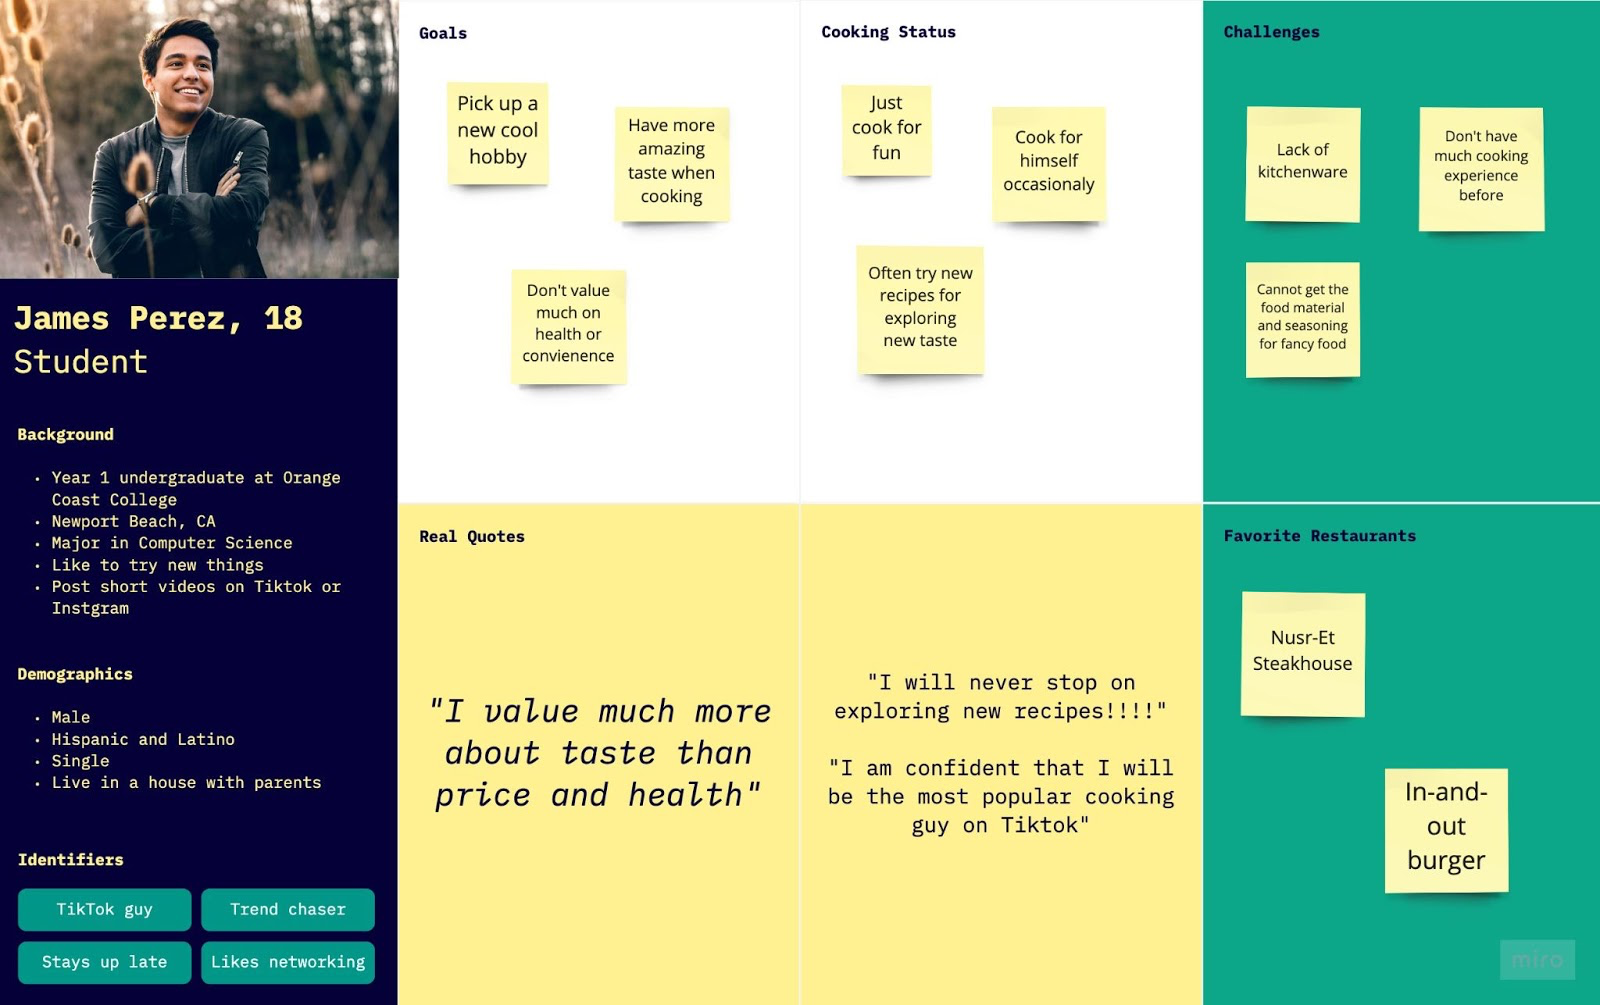 James Perez, 18
Student
Background
Year 1 undergraduate at Orange
Coast College
Newport Beach, CA
Major in Computer Science
Like to try new things
Post short videos on Tiktok or
Instgram
Demographics
Male
Hispanic and Latino
Single
Live in a house with parents
Identifiers
TikTok guy
Trend chaser
Stays up late
Likes networking
Goals
Pick up a
new cool
hobby
Have more
amazing
taste when
cooking
Don't value
much on
health or
convienence
Cooking Status
Just
cook for
fun
Cook for
himself
occasionaly
Often try new
recipes for
exploring
new taste
Challenges
Lack of
kitchenware
Don't have
much cooking
experience
before
Cannot get the
food material
and seasoning
for fancy food
Real Quotes
"I value much more
about taste than
price and health"
"I will never stop on
exploring new recipes!!!!"
"I am confident that I will
be the most popular cooking
guy on Tiktok"
Favorite Restaurants
Nusr-Et
Steakhouse
In-and-
out
burger
miro